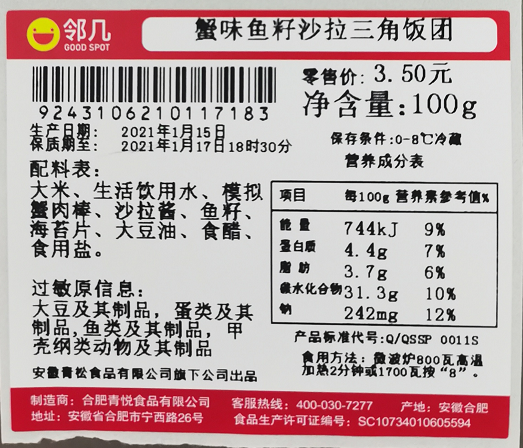 邻几
GOOD SPOT
蟹味鱼籽沙拉三角饭团
零售价: 3.50元
净含量:100g
92431062101171​83
生产日期: 2021年1月15日
保质期至: 2021年1月17日18时30分
保存条件:0-8℃冷藏
营养成分表
配料表:
大米、生活饮用水、模拟
蟹肉棒、沙拉酱、鱼籽、
海苔片、大豆油、食醋、
食用盐。
项目 每100g 营养素参考值%
能量 744kJ 9%
蛋白质 4.4g 7%
脂肪 3.7g 6%
碳水化合物 31.3g 10%
钠 242mg 12%
过敏原信息:
大豆及其制品, 蛋类及其
制品,鱼类及其制品, 甲
壳纲类动物及其制品
安徽青松食品有限公司旗下公司出品
产品标准代号:Q/QSSP 0011S
食用方法: 微波炉800瓦高温
加热2分钟或1700瓦按“8”。
制造商: 合肥青悦食品有限公司 客服热线: 400-030-7277 产地: 安徽合肥
地址: 安徽省合肥市宁西路26号 食品生产许可证编号: SC10734010605594